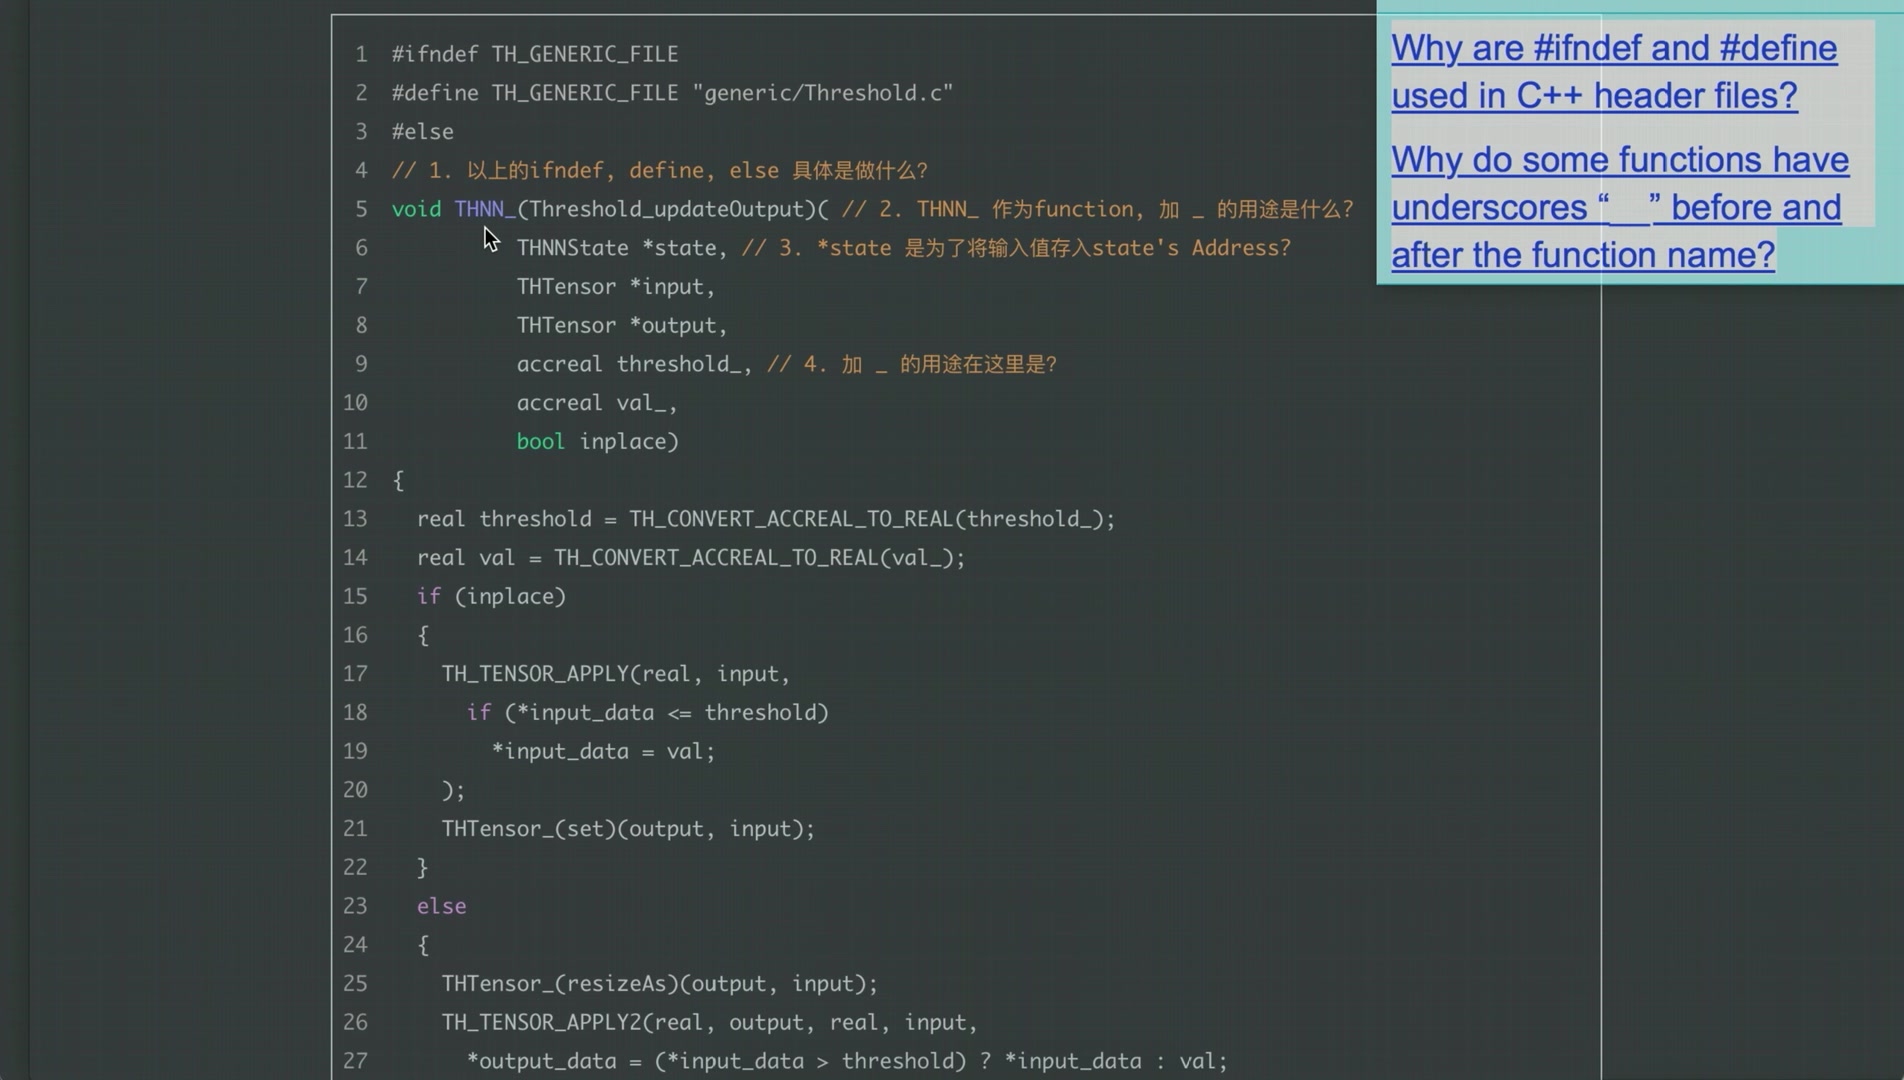 1 #ifndef TH_GENERIC_FILE
2 #define TH_GENERIC_FILE "generic/Threshold.c"
3 #else
4 // 1. 以上的ifndef, define, else 具体是做什么?
5 void THNN_(Threshold_updateOutput)( // 2. THNN_ 作为function, 加 _ 的用途是什么?
6 THNNState *state, // 3. *state 是为了将输入值存入state's Address?
7 THTensor *input,
8 THTensor *output,
9 accreal threshold_, // 4. 加 _ 的用途在这里是?
10 accreal val_,
11 bool inplace)
12 {
13 real threshold = TH_CONVERT_ACCREAL_TO_REAL(threshold_);
14 real val = TH_CONVERT_ACCREAL_TO_REAL(val_);
15 if (inplace)
16 {
17 TH_TENSOR_APPLY(real, input,
18 if (*input_data <= threshold)
19 *input_data = val;
20 );
21 THTensor_(set)(output, input);
22 }
23 else
24 {
25 THTensor_(resizeAs)(output, input);
26 TH_TENSOR_APPLY2(real, output, real, input,
27 *output_data = (*input_data > threshold) ? *input_data : val;
Why are #ifndef and #define
used in C++ header files?
Why do some functions have
underscores “__” before and
after the function name?